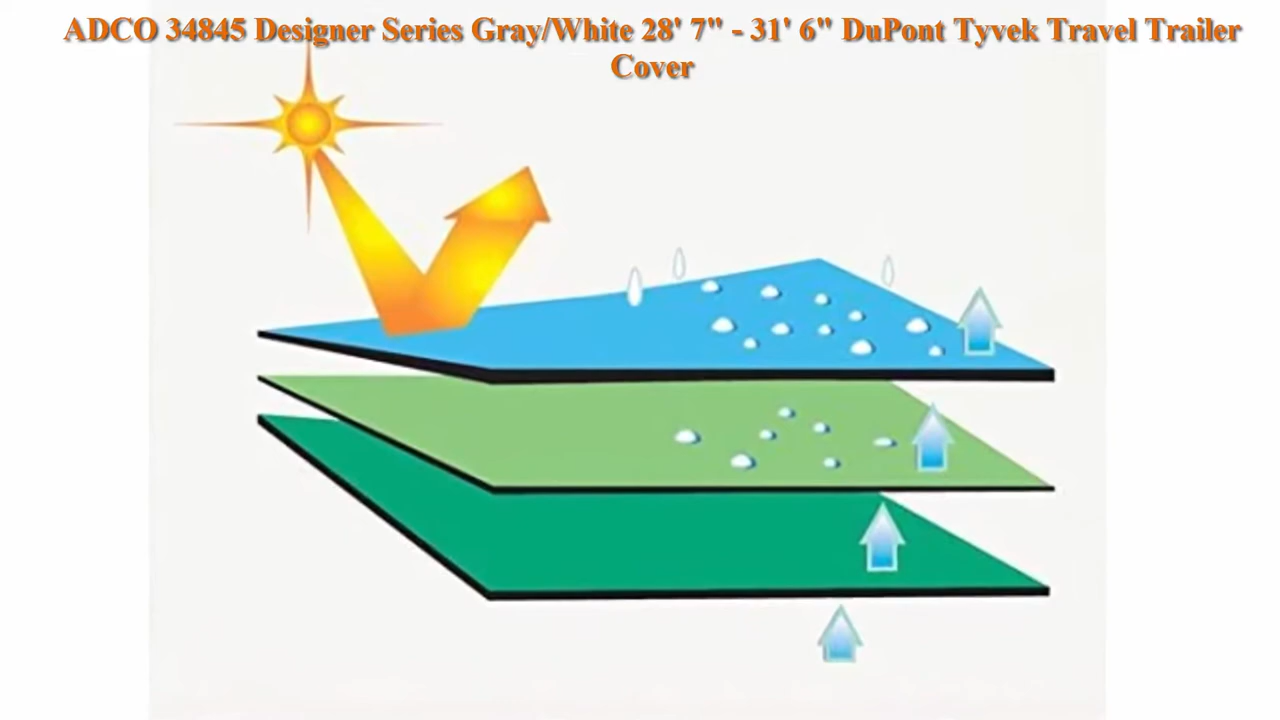 ADCO 34845 Designer Series Gray/White 28' 7" - 31' 6" DuPont Tyvek Travel Trailer
Cover